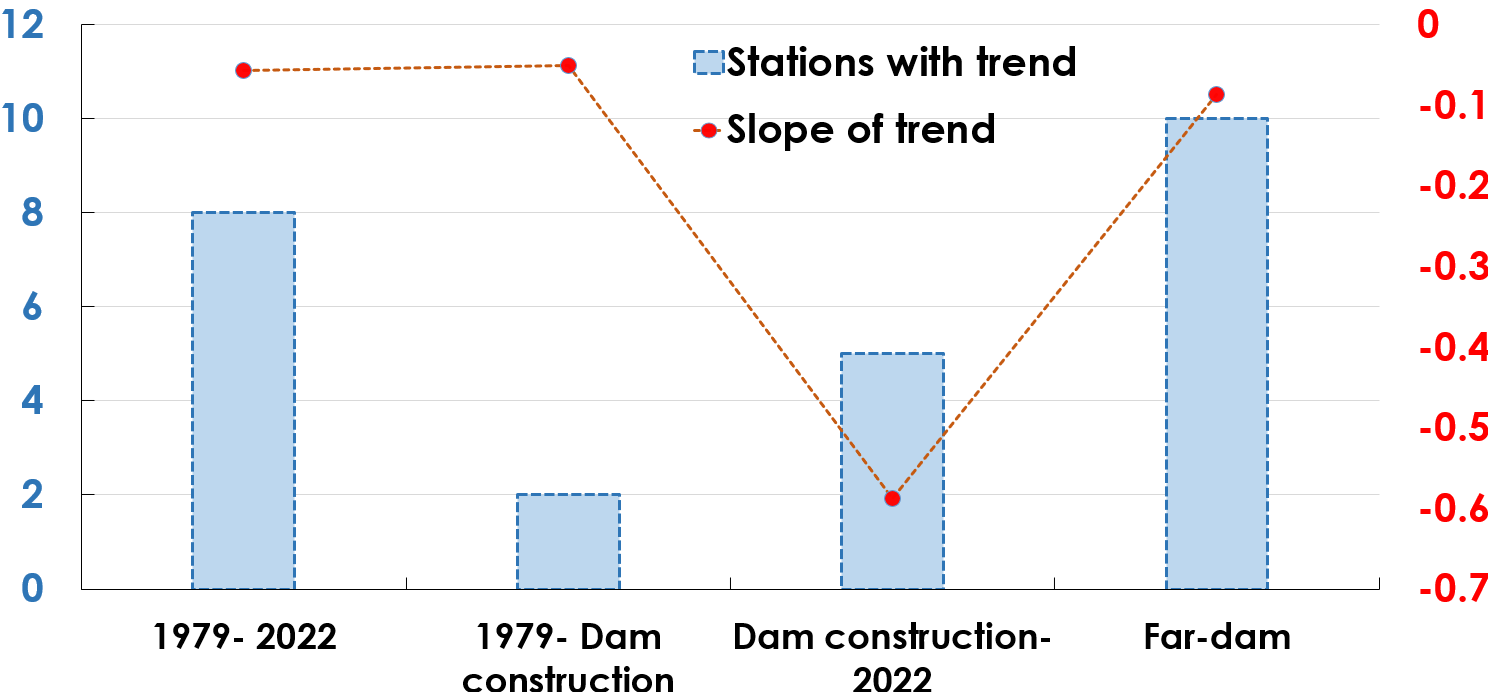 12
10
8
6
4
2
0
Stations with trend
Slope of trend
0
-0.1
-0.2
-0.3
-0.4
-0.5
-0.6
-0.7
1979- 2022
1979- Dam
construction
Dam construction-
2022
Far-dam